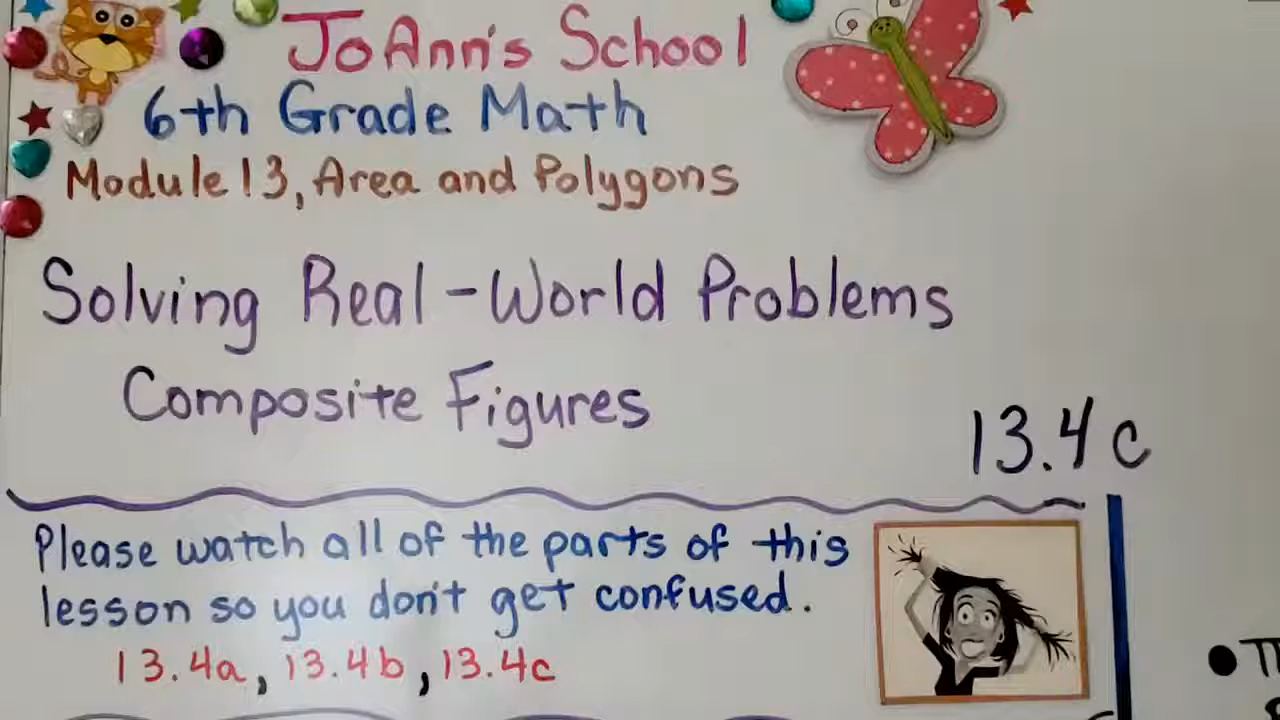 JoAnn's School
6th Grade Math
Module 13, Area and Polygons
Solving Real-World Problems
Composite Figures
13.4c
Please watch all of the parts of this
lesson so you don't get confused.
13.4a, 13.4b, 13.4c